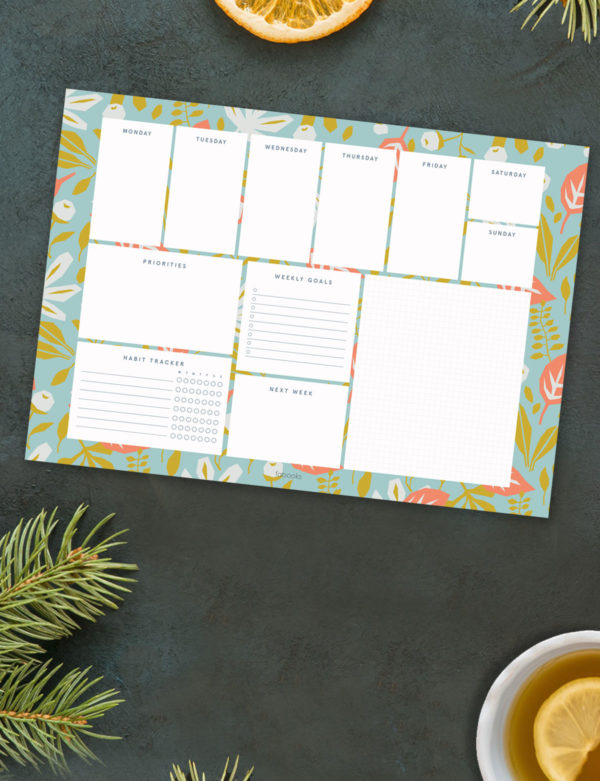 MONDAY
TUESDAY
WEDNESDAY
THURSDAY
FRIDAY
SATURDAY
SUNDAY
PRIORITIES
WEEKLY GOALS
HABIT TRACKER
M T W T F S S
NEXT WEEK